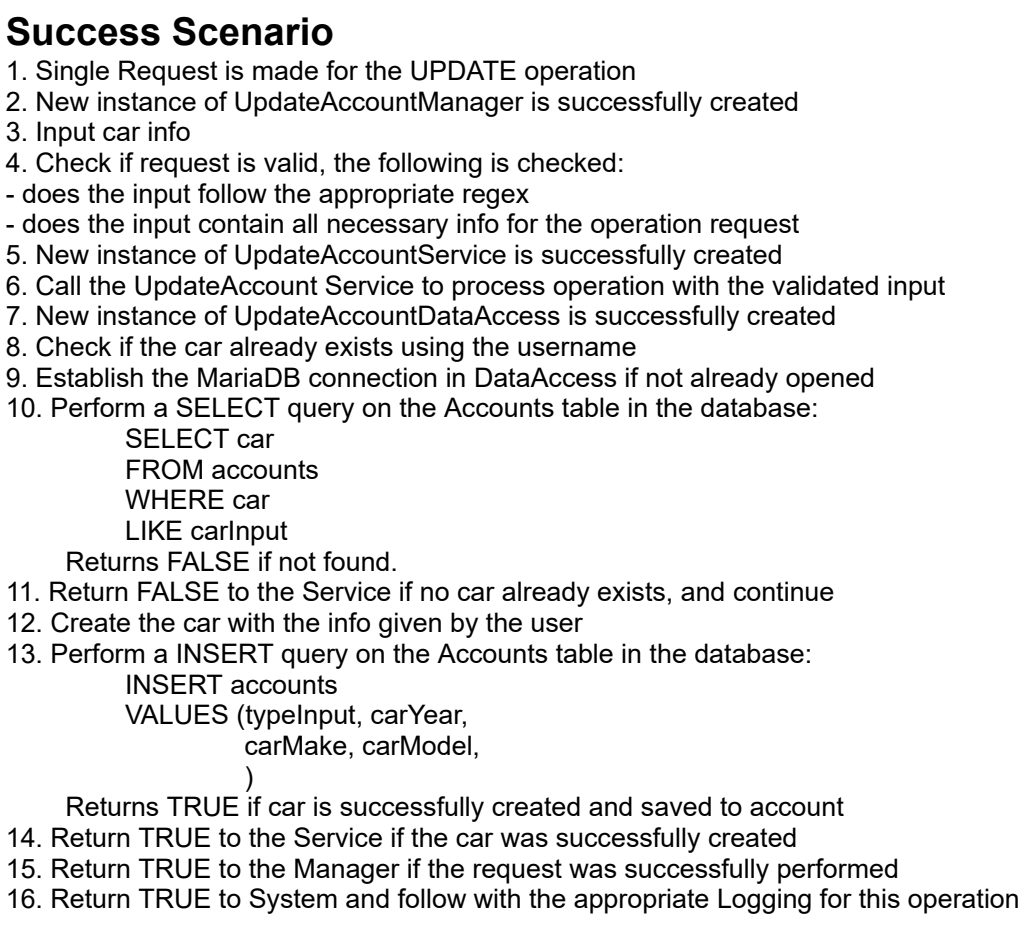 Success Scenario
1. Single Request is made for the UPDATE operation
2. New instance of UpdateAccountManager is successfully created
3. Input car info
4. Check if request is valid, the following is checked:
- does the input follow the appropriate regex
- does the input contain all necessary info for the operation request
5. New instance of UpdateAccountService is successfully created
6. Call the UpdateAccount Service to process operation with the validated input
7. New instance of UpdateAccountDataAccess is successfully created
8. Check if the car already exists using the username
9. Establish the MariaDB connection in DataAccess if not already opened
10. Perform a SELECT query on the Accounts table in the database:
SELECT car
FROM accounts
WHERE car
LIKE carInput
Returns FALSE if not found.
11. Return FALSE to the Service if no car already exists, and continue
12. Create the car with the info given by the user
13. Perform a INSERT query on the Accounts table in the database:
INSERT accounts
VALUES (typeInput, carYear,
carMake, carModel,
)
Returns TRUE if car is successfully created and saved to account
14. Return TRUE to the Service if the car was successfully created
15. Return TRUE to the Manager if the request was successfully performed
16. Return TRUE to System and follow with the appropriate Logging for this operation